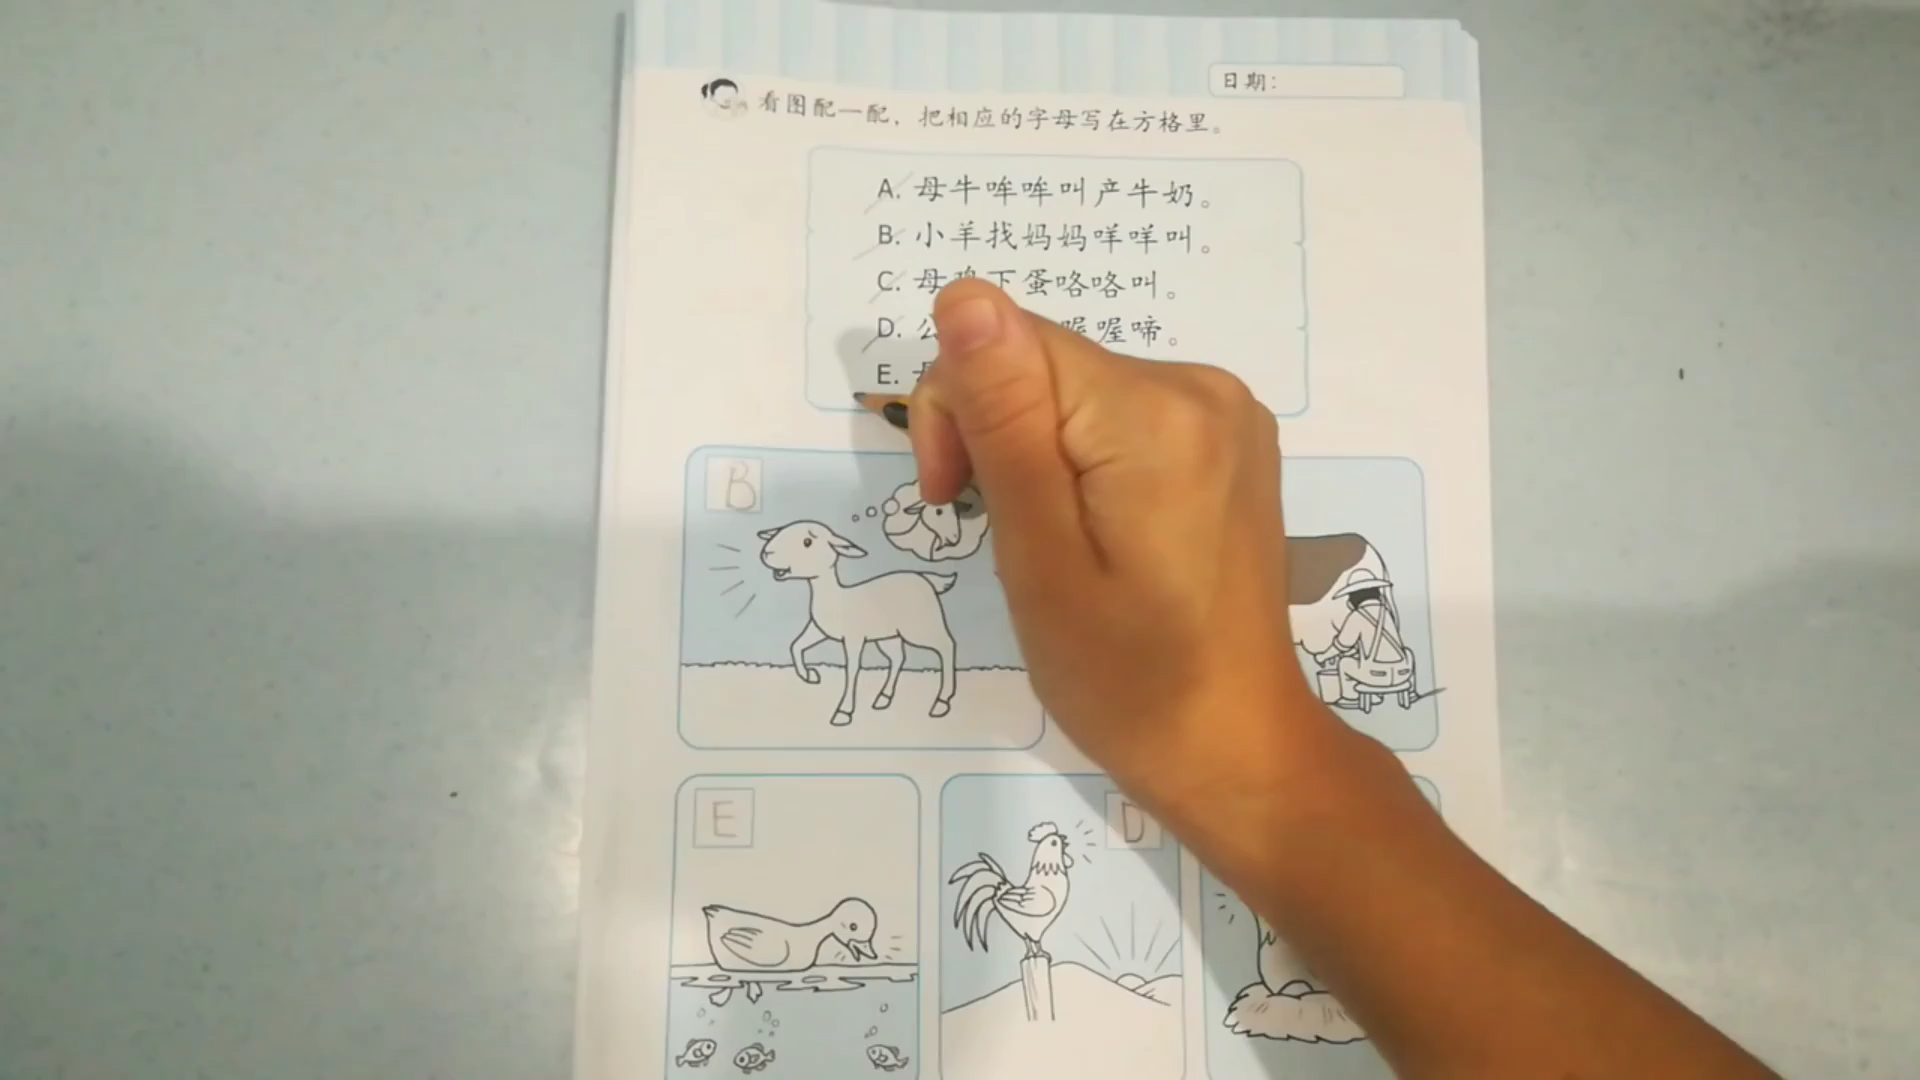 日期:
看图配一配，把相应的字母写在方格里。
A. 母牛哞哞叫产牛奶。
B. 小羊找妈妈咩咩叫。
C. 母鸡下蛋咯咯叫。
D. 公 喔喔啼。
E.
B
E
D